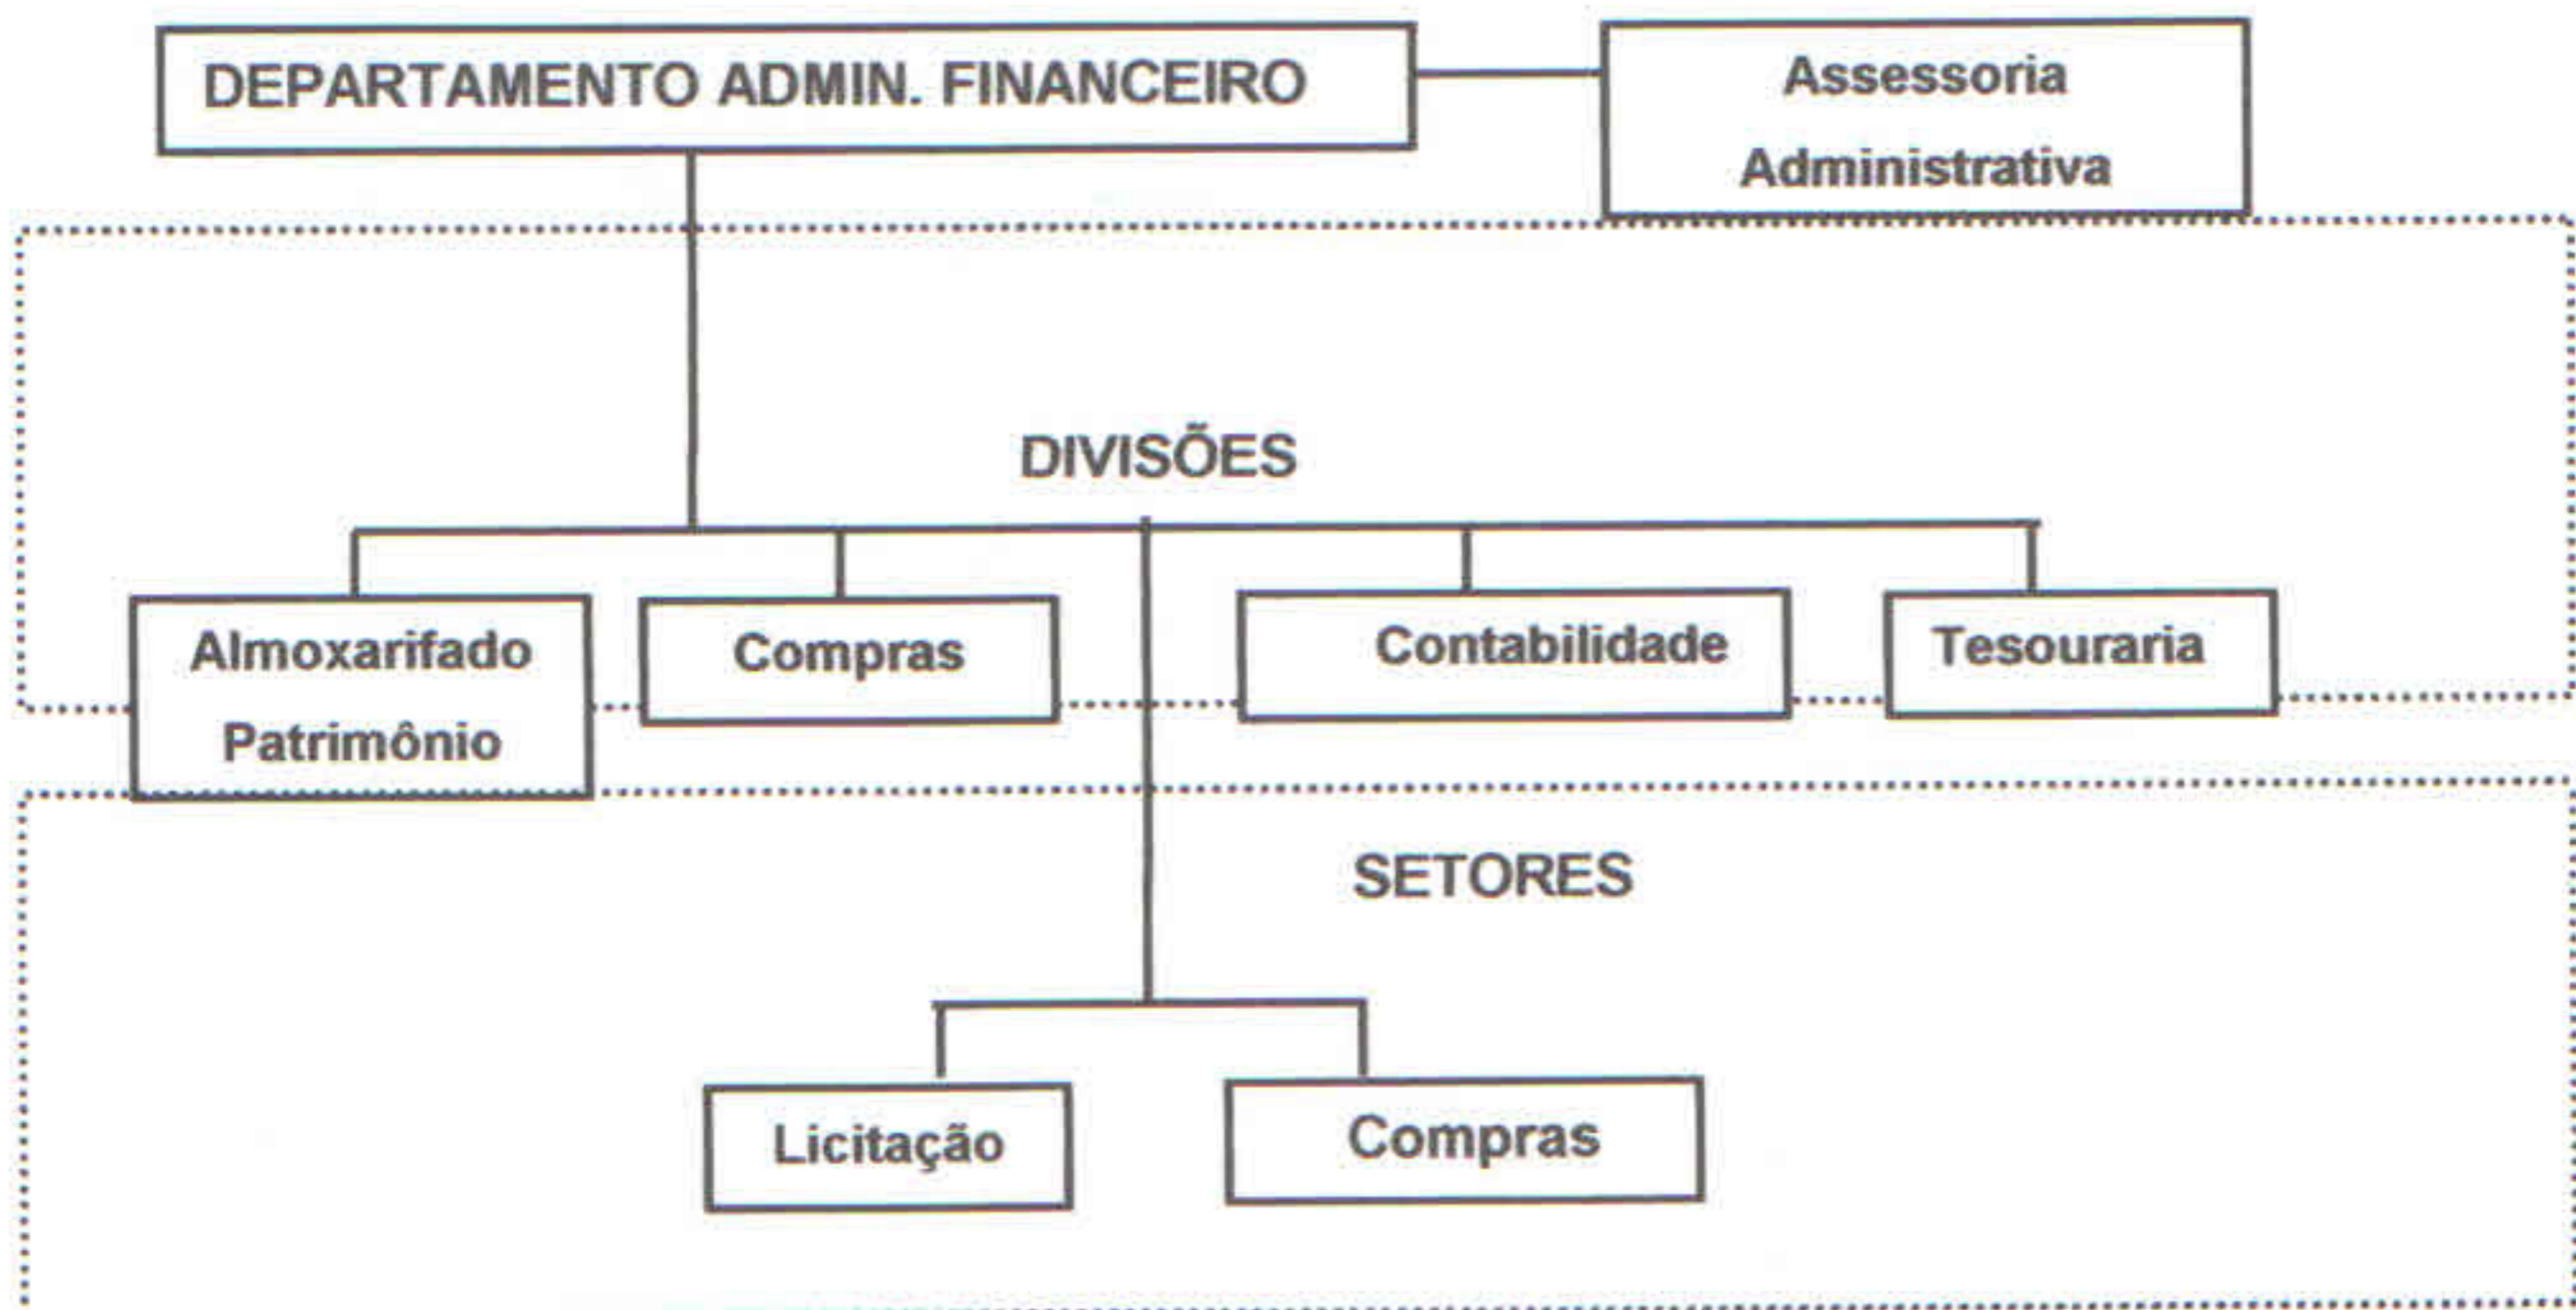 DEPARTAMENTO ADMIN. FINANCEIRO
Assessoria
Administrativa
DIVISÕES
Almoxarifado
Patrimônio
Compras
Contabilidade
Tesouraria
SETORES
Licitação
Compras